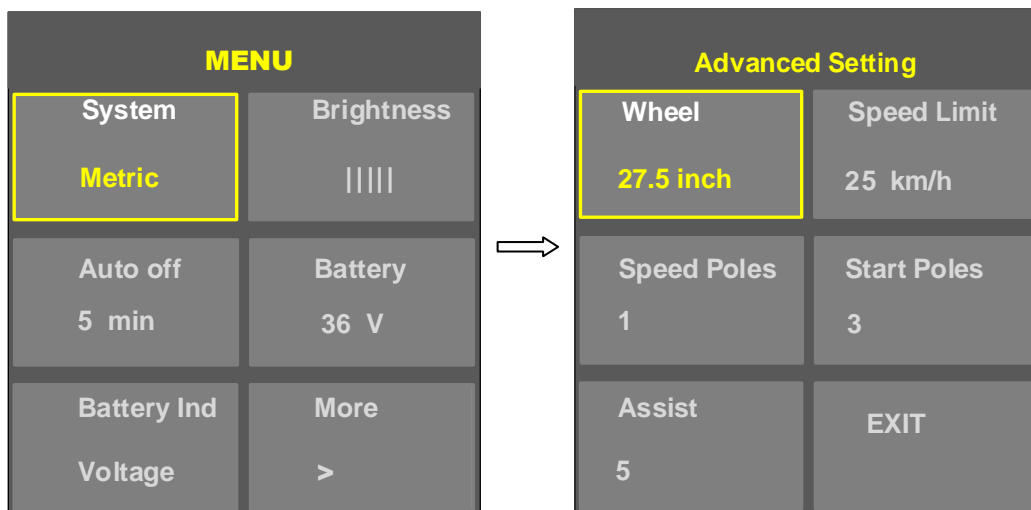 MENU
System
Brightness
Metric
|||||
Auto off
Battery
5 min
36 V
Battery Ind
More
Voltage
>
Advanced Setting
Wheel
Speed Limit
27.5 inch
25 km/h
Speed Poles
Start Poles
1
3
Assist
EXIT
5